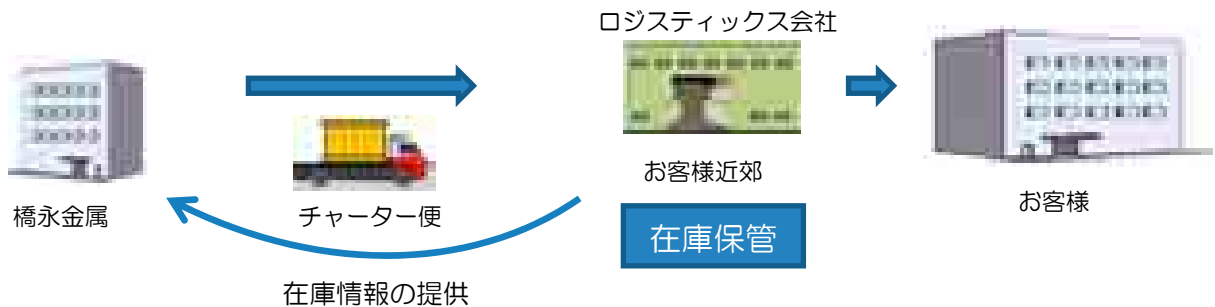 ロジスティックス会社
お客様近郊
橋永金属
チャーター便
在庫保管
お客様
在庫情報の提供